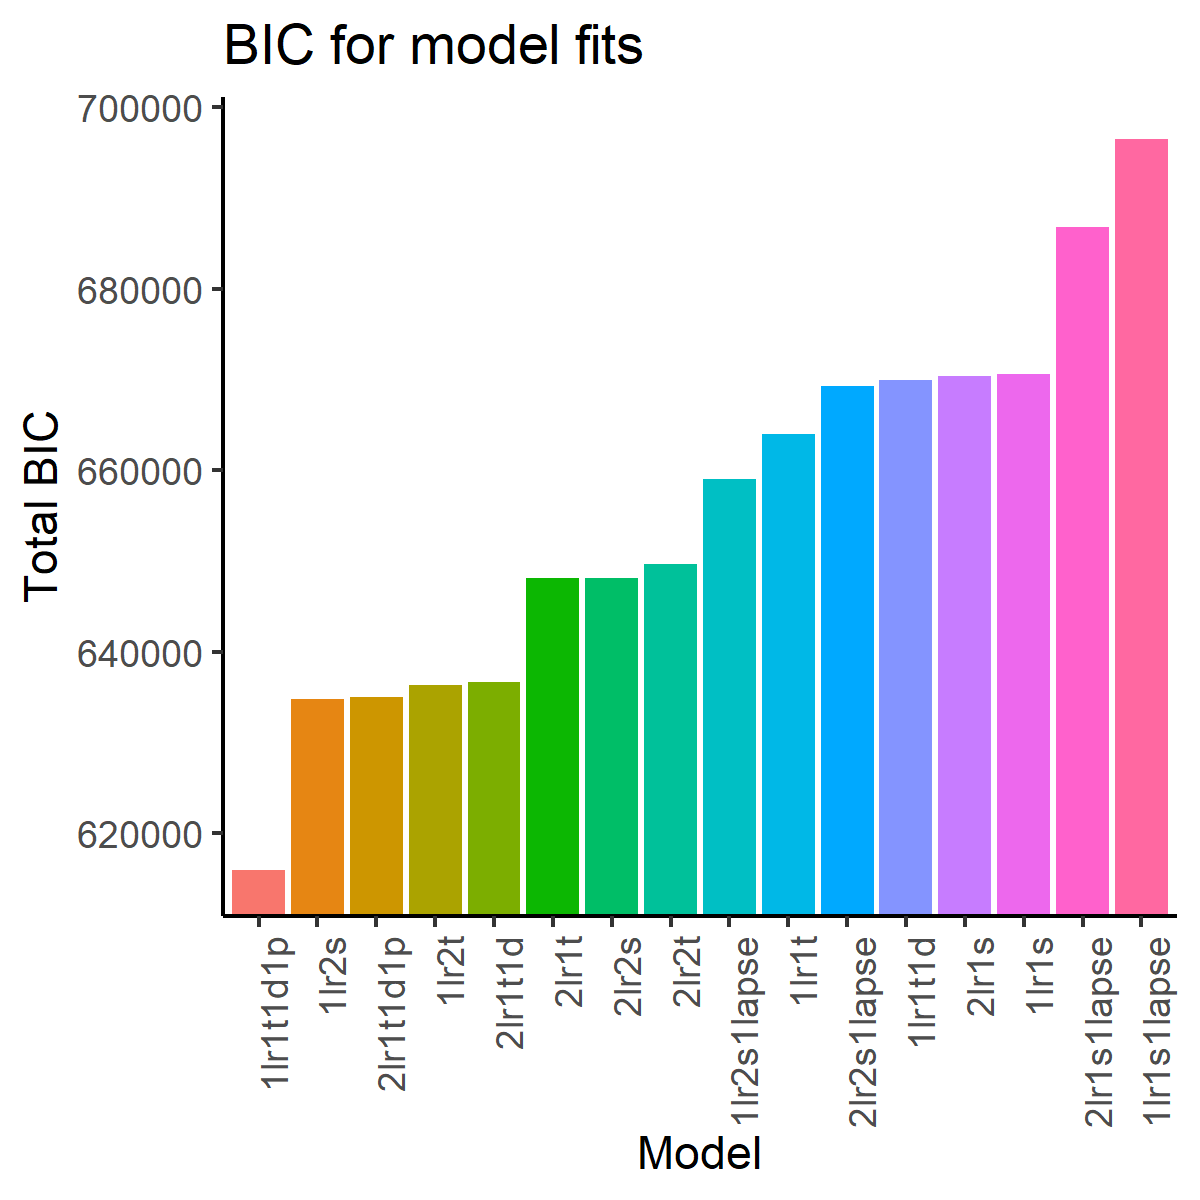 BIC for model fits
700000
680000
660000
640000
620000
Total BIC
1lr1t1d1p
1lr2s
2lr1t1d1p
1lr2t
2lr1t1d
2lr1t
2lr2s
2lr2t
1lr2s1lapse
1lr1t
2lr2s1lapse
1lr1t1d
2lr1s
1lr1s
2lr1s1lapse
1lr1s1lapse
Model